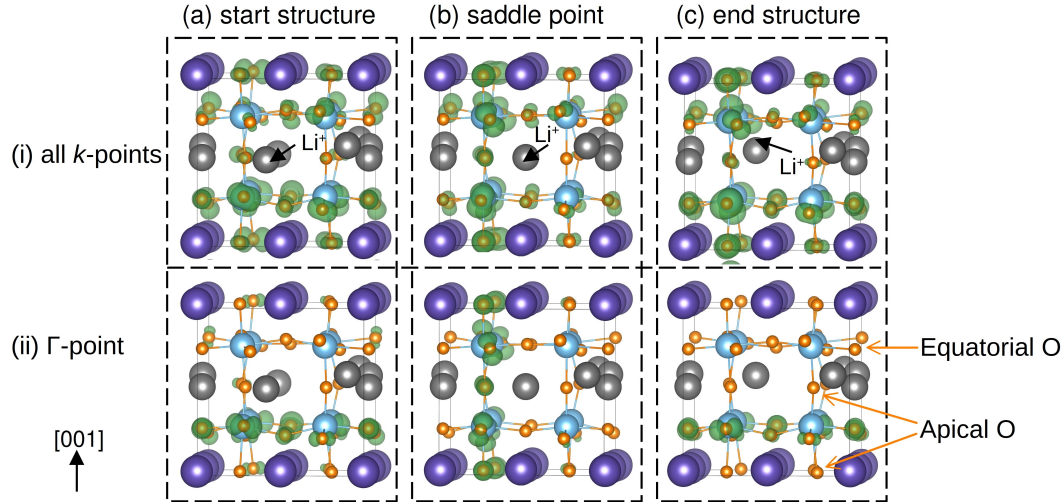 (a) start structure (b) saddle point (c) end structure
Li⁺ Li⁺
(i) all k-points
Li⁺
(ii) Γ-point
Equatorial O
Apical O
[001]